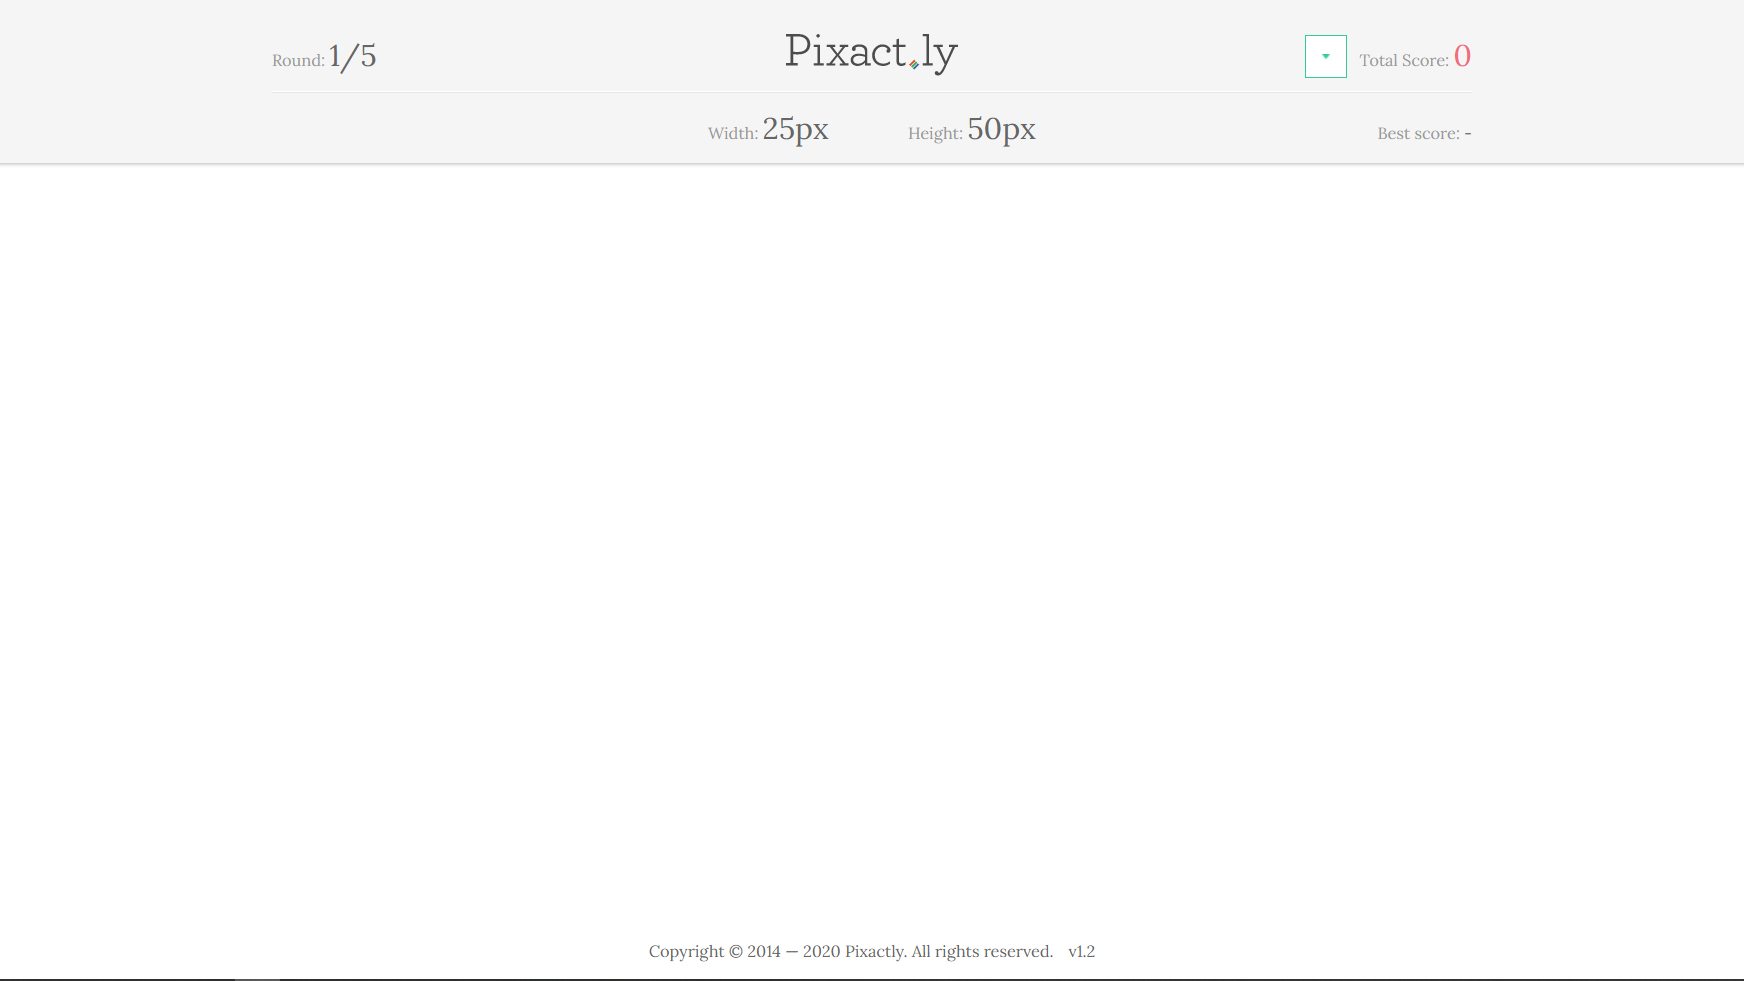 Round: 1/5
Pixact.ly
Total Score: 0
Width: 25px
Height: 50px
Best score: -
Copyright © 2014 — 2020 Pixactly. All rights reserved. v1.2